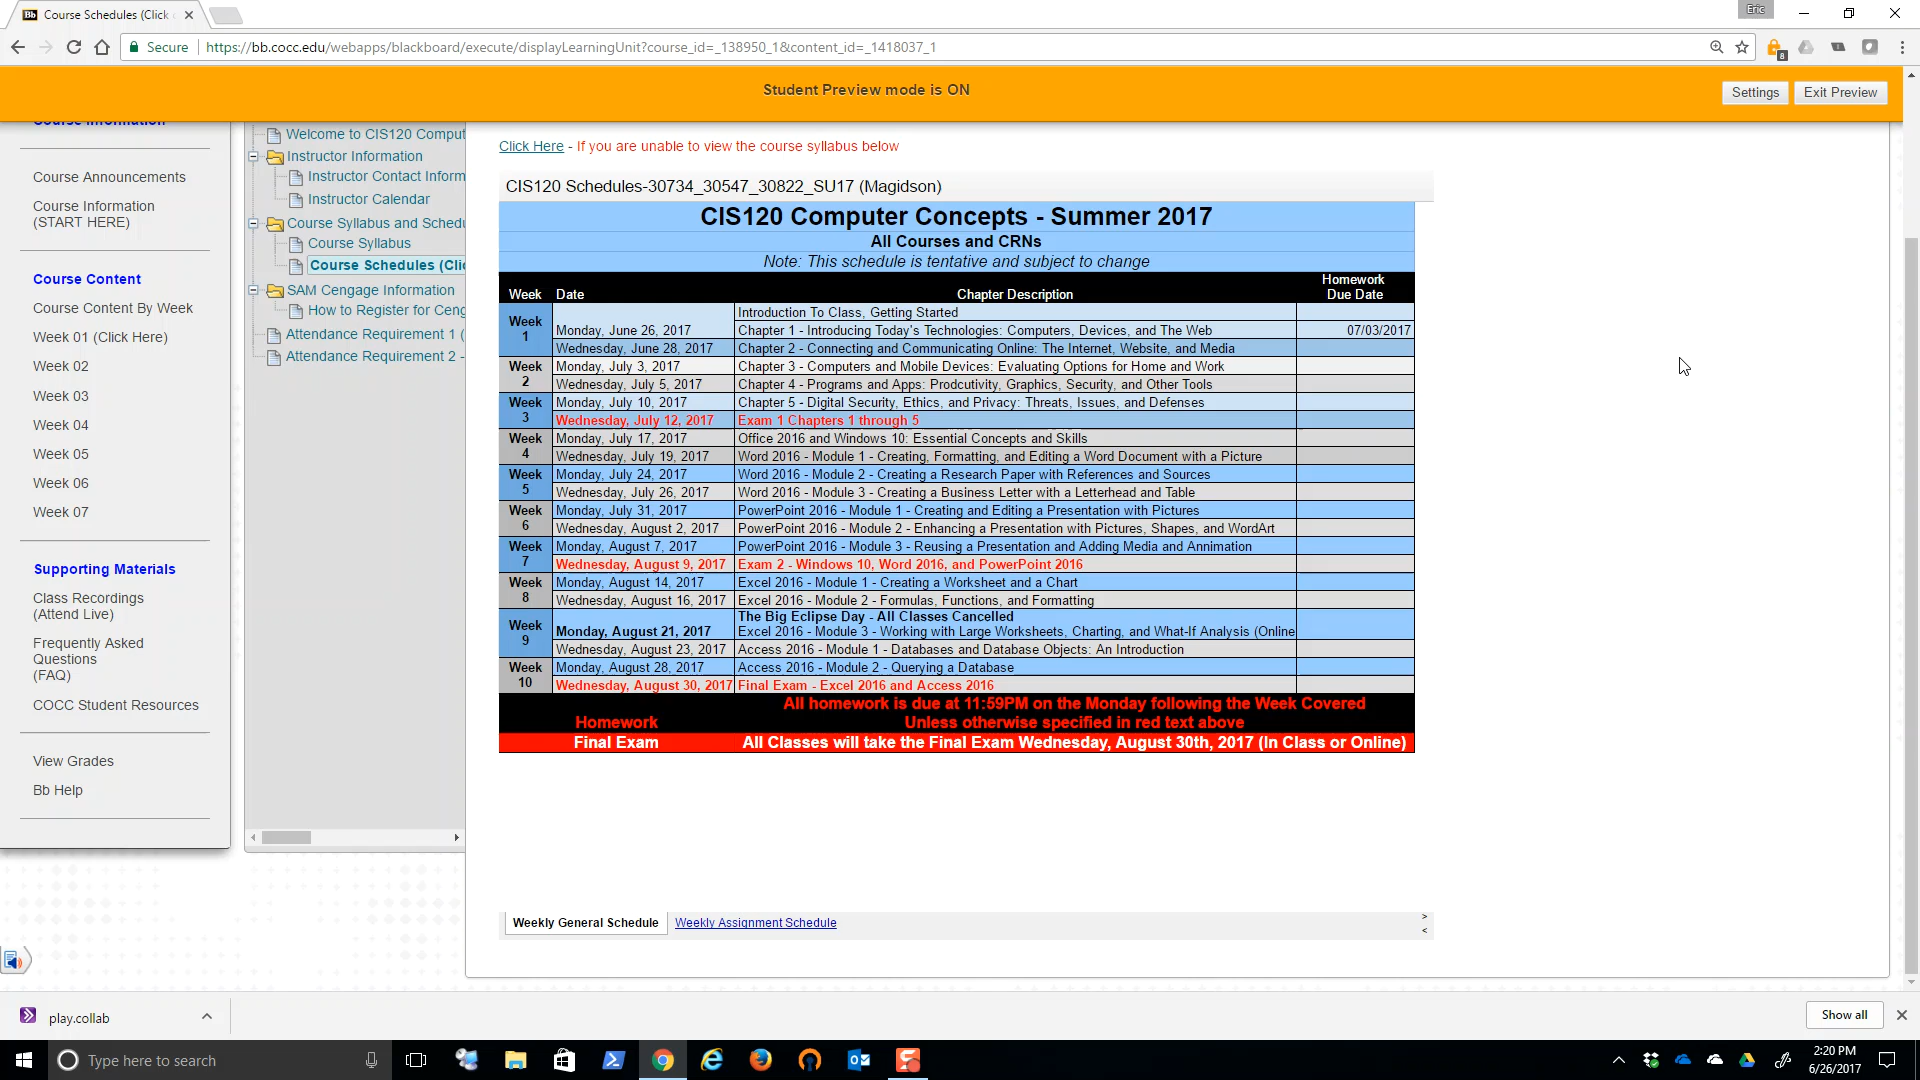 Course Schedules (Click
Eric
Secure
https://bb.cocc.edu/webapps/blackboard/execute/displayLearningUnit?course_id=_138950_1&content_id=_1418037_1
8
Student Preview mode is ON
Settings
Exit Preview
Course Information
Course Announcements
Course Information
(START HERE)
Course Content
Course Content By Week
Week 01 (Click Here)
Week 02
Week 03
Week 04
Week 05
Week 06
Week 07
Supporting Materials
Class Recordings
(Attend Live)
Frequently Asked
Questions
(FAQ)
COCC Student Resources
View Grades
Bb Help
Welcome to CIS120 Comput
Instructor Information
Instructor Contact Inform
Instructor Calendar
Course Syllabus and Schedu
Course Syllabus
Course Schedules (Clic
SAM Cengage Information
How to Register for Ceng
Attendance Requirement 1 (
Attendance Requirement 2 -
Click Here - If you are unable to view the course syllabus below
CIS120 Schedules-30734_30547_30822_SU17 (Magidson)
CIS120 Computer Concepts - Summer 2017
All Courses and CRNs
Note: This schedule is tentative and subject to change
Week Date Chapter Description Homework Due Date
Week 1
Introduction To Class, Getting Started
Monday, June 26, 2017 Chapter 1 - Introducing Today's Technologies: Computers, Devices, and The Web 07/03/2017
Wednesday, June 28, 2017 Chapter 2 - Connecting and Communicating Online: The Internet, Website, and Media
Week 2
Monday, July 3, 2017 Chapter 3 - Computers and Mobile Devices: Evaluating Options for Home and Work
Wednesday, July 5, 2017 Chapter 4 - Programs and Apps: Prodcutivity, Graphics, Security, and Other Tools
Week 3
Monday, July 10, 2017 Chapter 5 - Digital Security, Ethics, and Privacy: Threats, Issues, and Defenses
Wednesday, July 12, 2017 Exam 1 Chapters 1 through 5
Week 4
Monday, July 17, 2017 Office 2016 and Windows 10: Essential Concepts and Skills
Wednesday, July 19, 2017 Word 2016 - Module 1 - Creating, Formatting, and Editing a Word Document with a Picture
Week 5
Monday, July 24, 2017 Word 2016 - Module 2 - Creating a Research Paper with References and Sources
Wednesday, July 26, 2017 Word 2016 - Module 3 - Creating a Business Letter with a Letterhead and Table
Week 6
Monday, July 31, 2017 PowerPoint 2016 - Module 1 - Creating and Editing a Presentation with Pictures
Wednesday, August 2, 2017 PowerPoint 2016 - Module 2 - Enhancing a Presentation with Pictures, Shapes, and WordArt
Week 7
Monday, August 7, 2017 PowerPoint 2016 - Module 3 - Reusing a Presentation and Adding Media and Annimation
Wednesday, August 9, 2017 Exam 2 - Windows 10, Word 2016, and PowerPoint 2016
Week 8
Monday, August 14, 2017 Excel 2016 - Module 1 - Creating a Worksheet and a Chart
Wednesday, August 16, 2017 Excel 2016 - Module 2 - Formulas, Functions, and Formatting
Week 9
The Big Eclipse Day - All Classes Cancelled
Monday, August 21, 2017 Excel 2016 - Module 3 - Working with Large Worksheets, Charting, and What-If Analysis (Online
Wednesday, August 23, 2017 Access 2016 - Module 1 - Databases and Database Objects: An Introduction
Week 10
Monday, August 28, 2017 Access 2016 - Module 2 - Querying a Database
Wednesday, August 30, 2017 Final Exam - Excel 2016 and Access 2016
All homework is due at 11:59PM on the Monday following the Week Covered
Homework Unless otherwise specified in red text above
Final Exam All Classes will take the Final Exam Wednesday, August 30th, 2017 (In Class or Online)
Weekly General Schedule Weekly Assignment Schedule
play.collab
Show all
Type here to search
2:20 PM
6/26/2017